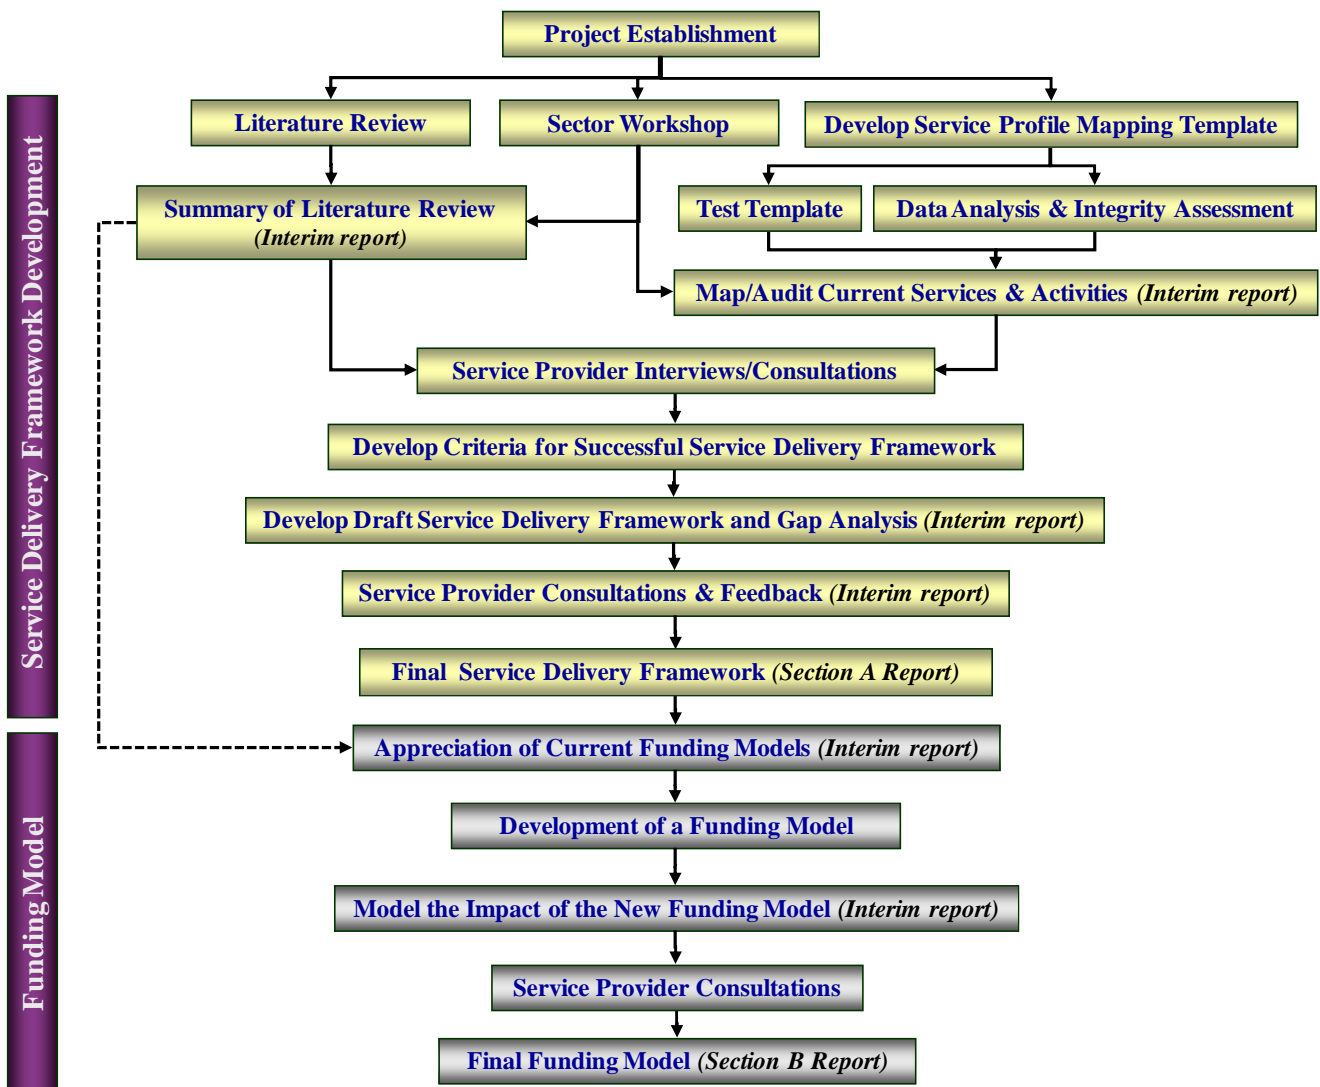 Project Establishment
Literature Review
Sector Workshop
Develop Service Profile Mapping Template
Summary of Literature Review
(Interim report)
Test Template
Data Analysis & Integrity Assessment
Map/Audit Current Services & Activities (Interim report)
Service Provider Interviews/Consultations
Develop Criteria for Successful Service Delivery Framework
Develop Draft Service Delivery Framework and Gap Analysis (Interim report)
Service Provider Consultations & Feedback (Interim report)
Final Service Delivery Framework (Section A Report)
Service Delivery Framework Development
Appreciation of Current Funding Models (Interim report)
Development of a Funding Model
Model the Impact of the New Funding Model (Interim report)
Service Provider Consultations
Final Funding Model (Section B Report)
Funding Model